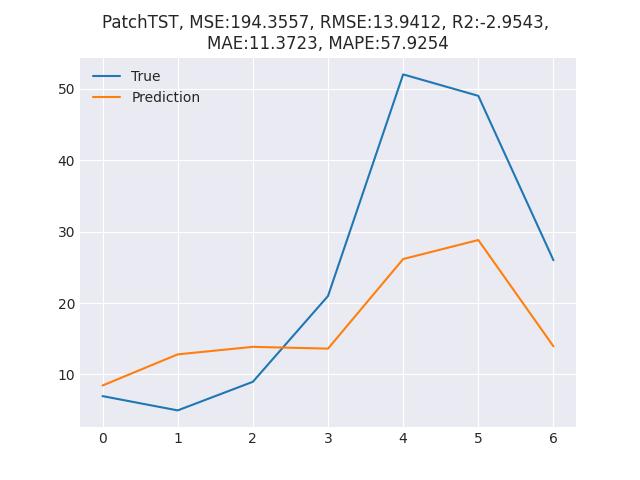 PatchTST, MSE:194.3557, RMSE:13.9412, R2:-2.9543,
MAE:11.3723, MAPE:57.9254
True
Prediction
50
40
30
20
10
0 1 2 3 4 5 6